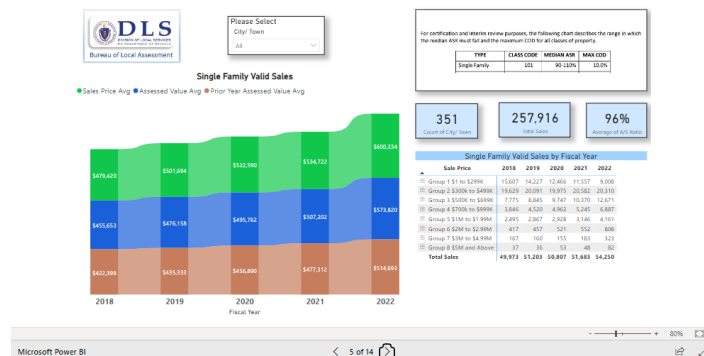 DLS
DIVISION OF LOCAL SERVICES
MA DEPARTMENT OF REVENUE
Bureau of Local Assessment
Please Select
City/ Town
All
For certification and interim review purposes, the following chart describes the range in which
the median ASR must fall and the maximum COD for all classes of property.
TYPE CLASS CODE MEDIAN ASR MAX COD
Single Family 101 90-110% 10.0%
Single Family Valid Sales
Sales Price Avg Assessed Value Avg Prior Year Assessed Value Avg
$479,420 $501,694 $522,590 $534,722 $600,234
$455,653 $476,158 $495,762 $507,202 $573,820
$422,398 $435,333 $456,890 $477,312 $514,693
2018 2019 2020 2021 2022
Fiscal Year
351
Count of City/ Town
257,916
Total Sales
96%
Average of A/S Ratio
Single Family Valid Sales by Fiscal Year
Sale Price 2018 2019 2020 2021 2022
Group 1 $1 to $299K 15,607 14,227 12,466 11,557 9,008
Group 2 $300K to $499K 19,629 20,091 19,975 20,582 20,310
Group 3 $500K to $699K 7,775 8,845 9,747 10,370 12,671
Group 4 $700K to $999K 3,846 4,520 4,962 5,245 6,887
Group 5 $1M to $1.99M 2,495 2,867 2,928 3,146 4,161
Group 6 $2M to $2.99M 417 457 521 552 808
Group 7 $3M to $4.99M 167 160 155 183 323
Group 8 $5M and Above 37 36 53 48 82
Total Sales 49,973 51,203 50,807 51,683 54,250
- + 80%
Microsoft Power BI
5 of 14